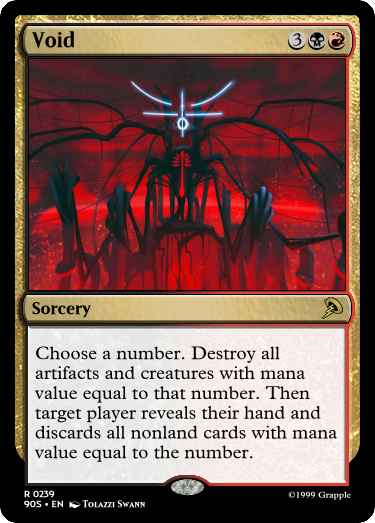 Void 3
Sorcery
Choose a number. Destroy all
artifacts and creatures with mana
value equal to that number. Then
target player reveals their hand and
discards all nonland cards with mana
value equal to the number.
R 0239
90S • EN Tolazzi Swann
©1999 Grapple